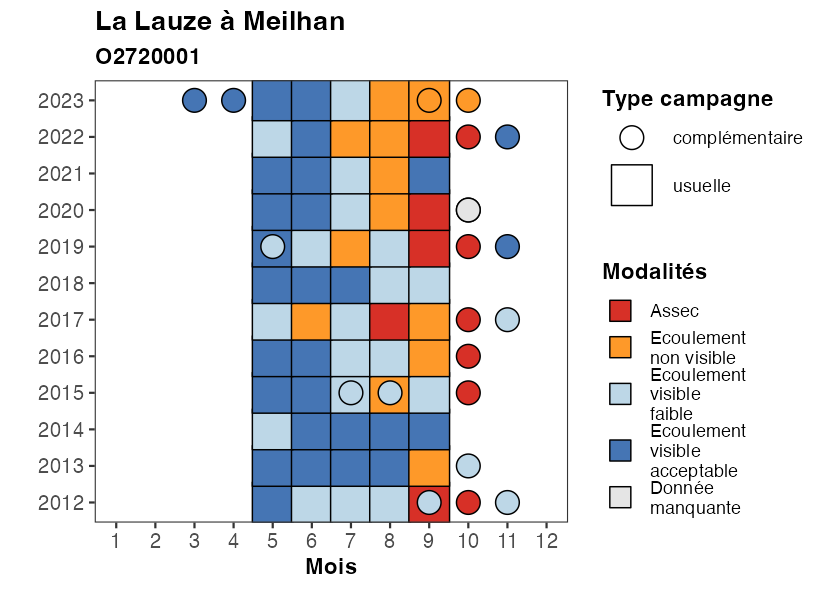 La Lauze à Meilhan
O2720001
2023
2022
2021
2020
2019
2018
2017
2016
2015
2014
2013
2012
1 2 3 4 5 6 7 8 9 10 11 12
Mois
Type campagne
complémentaire
usuelle
Modalités
Assec
Ecoulement
non visible
Ecoulement
visible
faible
Ecoulement
visible
acceptable
Donnée
manquante